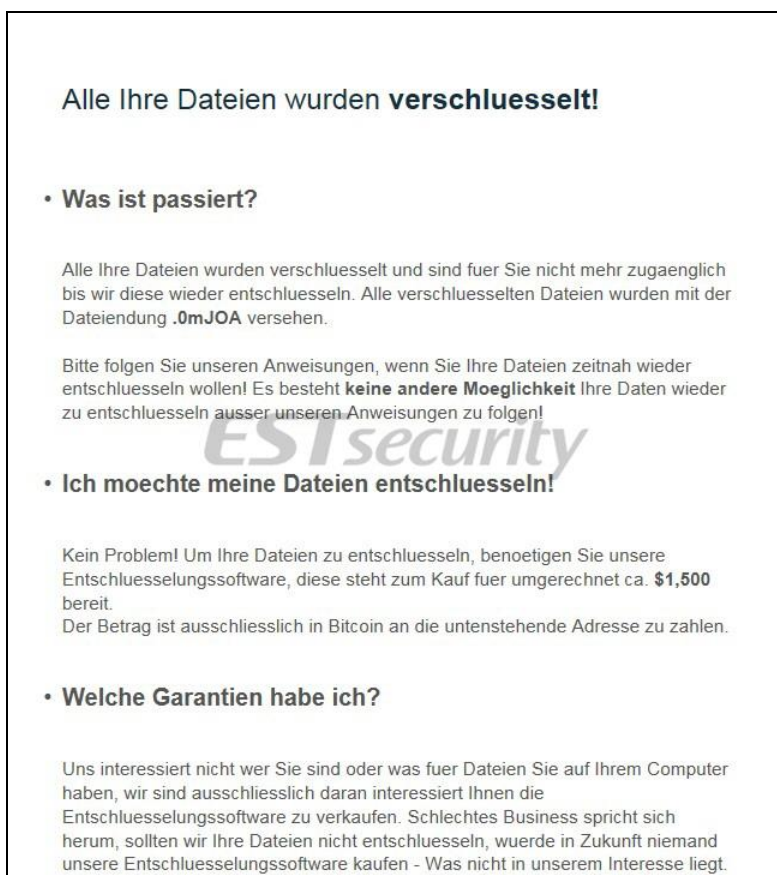 Alle Ihre Dateien wurden verschluesselt!
• Was ist passiert?
Alle Ihre Dateien wurden verschluesselt und sind fuer Sie nicht mehr zugaenglich
bis wir diese wieder entschluesseln. Alle verschluesselten Dateien wurden mit der
Dateiendung .0mJOA versehen.
Bitte folgen Sie unseren Anweisungen, wenn Sie Ihre Dateien zeitnah wieder
entschluesseln wollen! Es besteht keine andere Moeglichkeit Ihre Daten wieder
zu entschluesseln ausser unseren Anweisungen zu folgen!
ESTsecurity
• Ich moechte meine Dateien entschluesseln!
Kein Problem! Um Ihre Dateien zu entschluesseln, benoetigen Sie unsere
Entschluesselungssoftware, diese steht zum Kauf fuer umgerechnet ca. $1,500
bereit.
Der Betrag ist ausschliesslich in Bitcoin an die untenstehende Adresse zu zahlen.
• Welche Garantien habe ich?
Uns interessiert nicht wer Sie sind oder was fuer Dateien Sie auf Ihrem Computer
haben, wir sind ausschliesslich daran interessiert Ihnen die
Entschluesselungssoftware zu verkaufen. Schlechtes Business spricht sich
herum, sollten wir Ihre Dateien nicht entschluesseln, wuerde in Zukunft niemand
unsere Entschluesselungssoftware kaufen - Was nicht in unserem Interesse liegt.